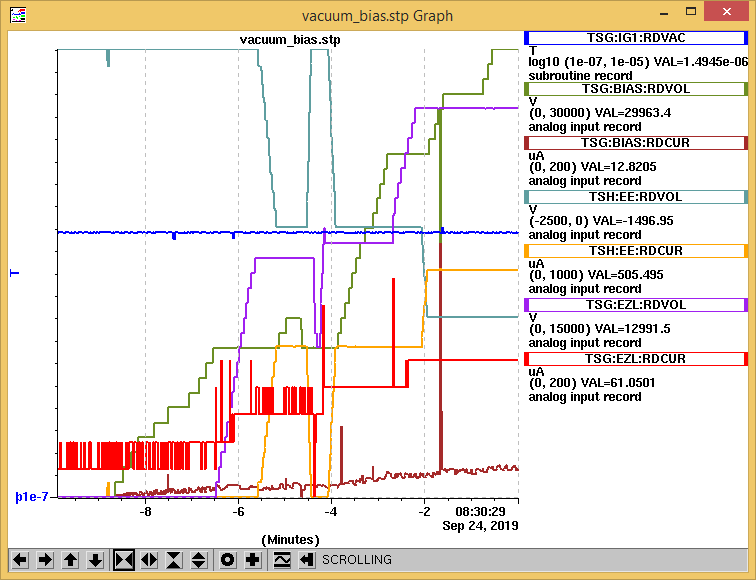 vacuum_bias.stp Graph
vacuum_bias.stp
TSG:IG1:RDVAC
T
log10 (1e-07, 1e-05) VAL=1.4945e-06
subroutine record
TSG:BIAS:RDVOL
V
(0, 30000) VAL=29963.4
analog input record
TSG:BIAS:RDCUR
uA
(0, 200) VAL=12.8205
analog input record
TSH:EE:RDVOL
V
(-2500, 0) VAL=-1496.95
analog input record
TSH:EE:RDCUR
uA
(0, 1000) VAL=505.495
analog input record
TSG:EZL:RDVOL
V
(0, 15000) VAL=12991.5
analog input record
TSG:EZL:RDCUR
uA
(0, 200) VAL=61.0501
analog input record
T
1e-7
-8 -6 -4 -2 08:30:29
Sep 24, 2019
(Minutes)
SCROLLING